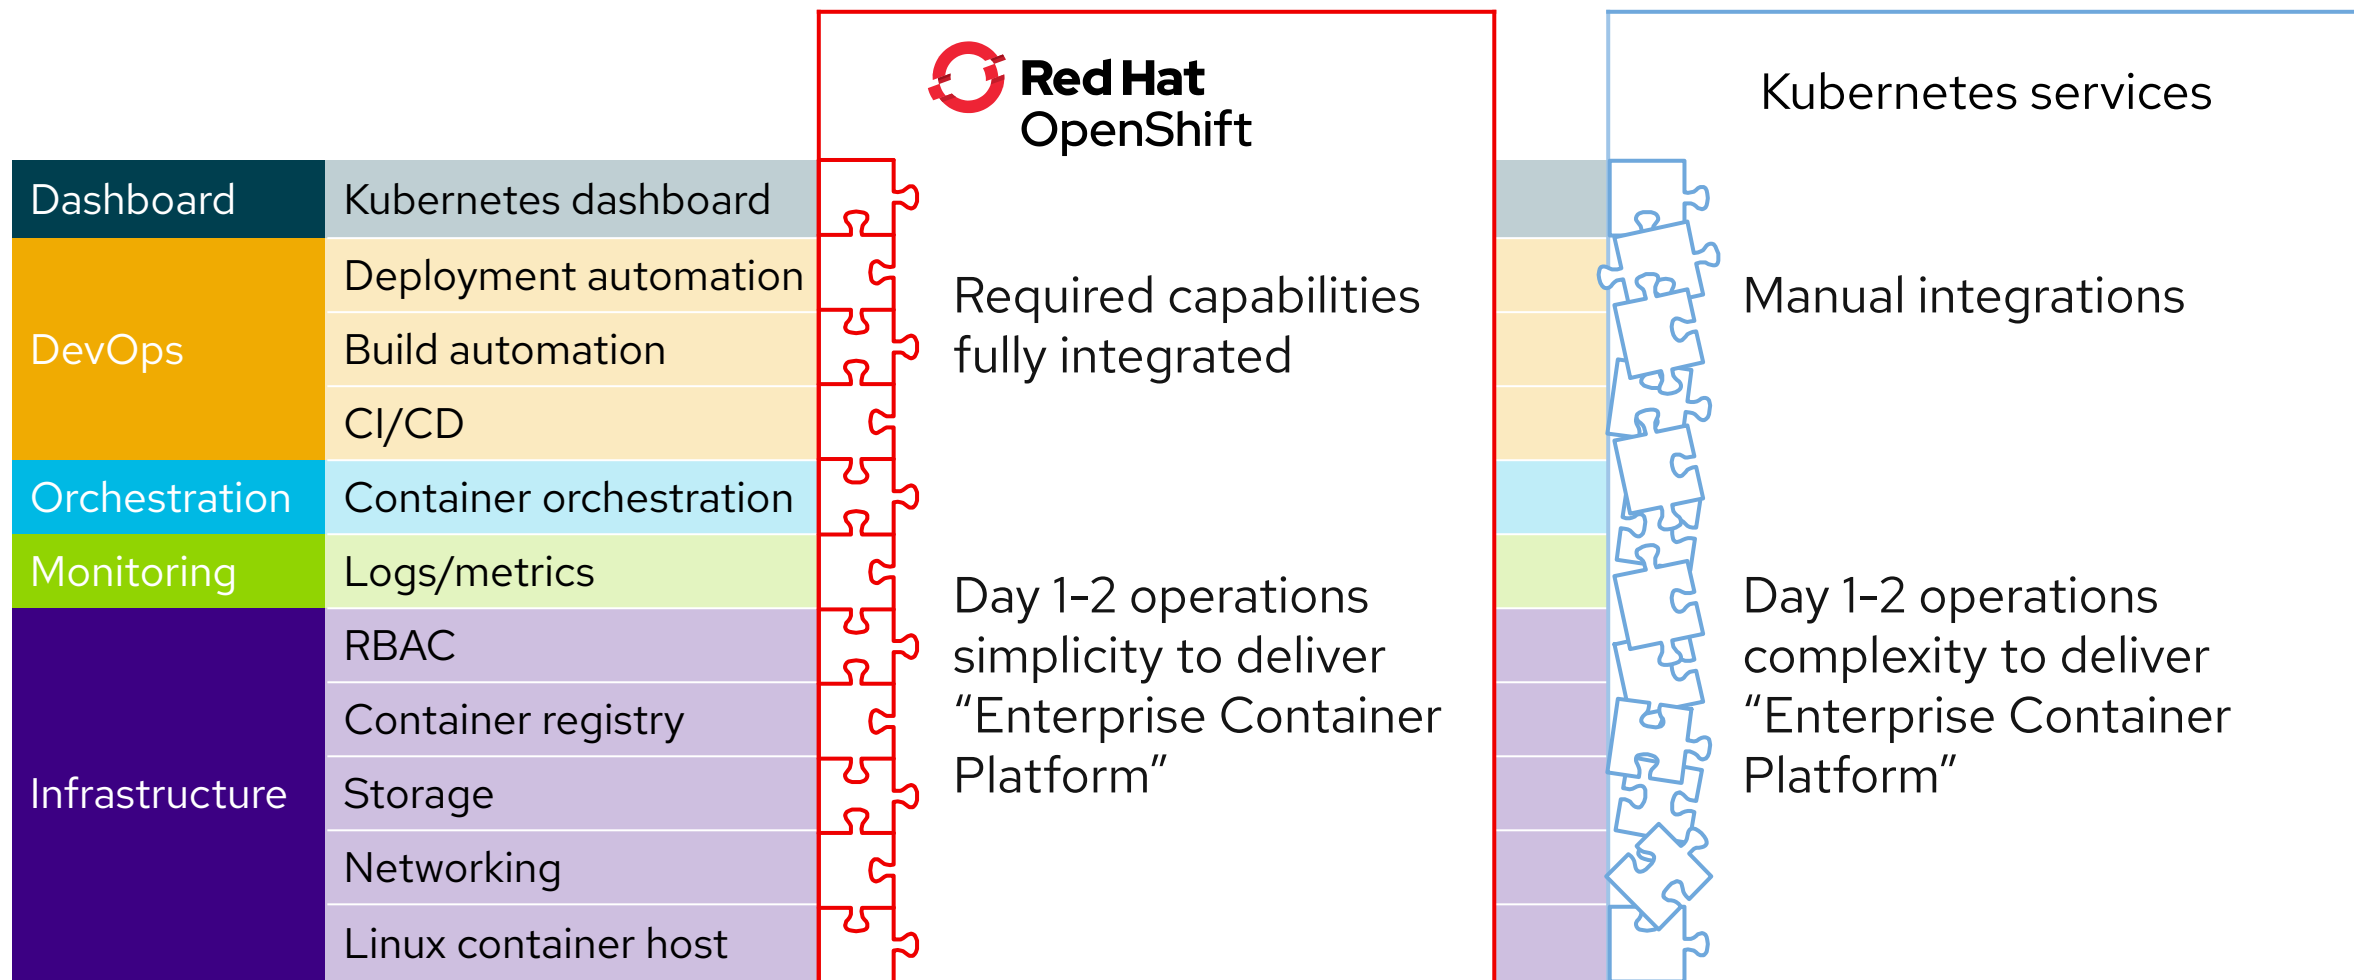 Red Hat
OpenShift
Kubernetes services
Dashboard
Kubernetes dashboard
DevOps
Deployment automation
Build automation
CI/CD
Orchestration
Container orchestration
Monitoring
Logs/metrics
Infrastructure
RBAC
Container registry
Storage
Networking
Linux container host
Required capabilities
fully integrated
Day 1-2 operations
simplicity to deliver
“Enterprise Container
Platform”
Manual integrations
Day 1-2 operations
complexity to deliver
“Enterprise Container
Platform”